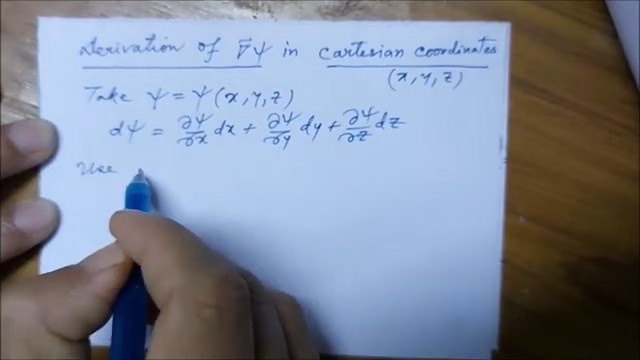 Derivation of ∇⃗ψ in Cartesian coordinates
(x, y, z)
Take ψ = ψ(x, y, z)
dψ = ∂ψ/∂x dx + ∂ψ/∂y dy + ∂ψ/∂z dz
Use